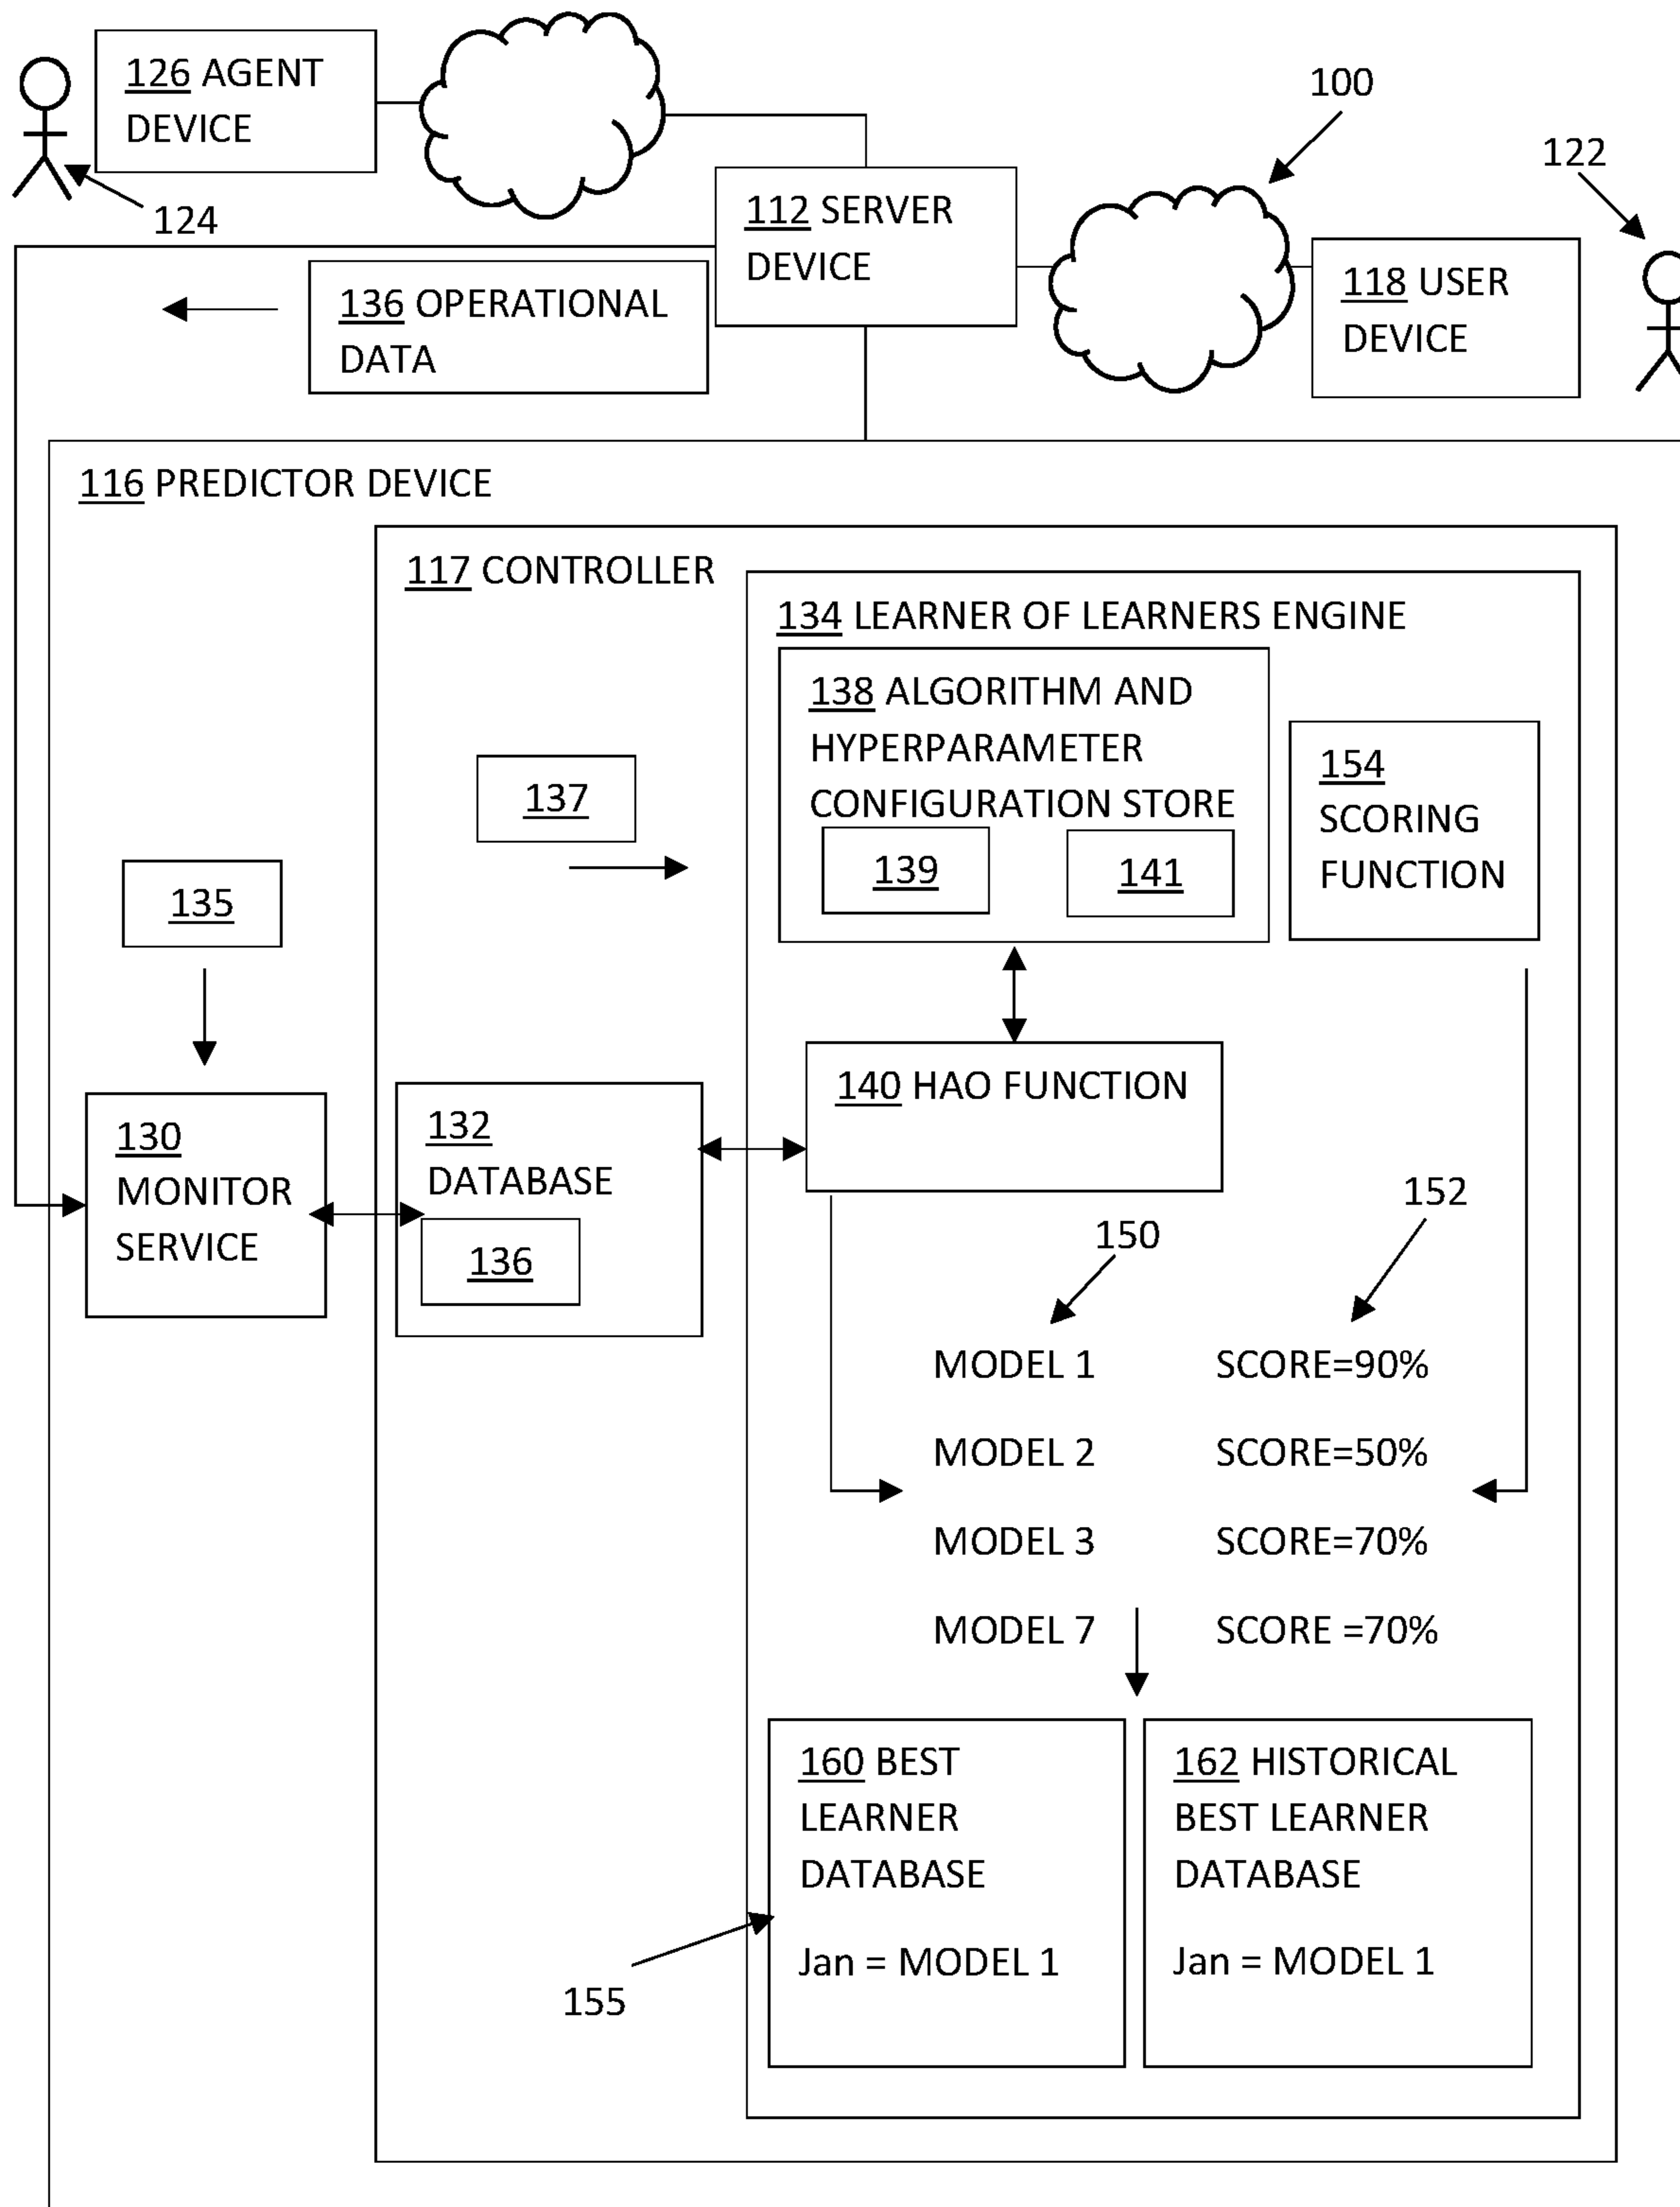 126 AGENT
DEVICE
124
100
122
112 SERVER
DEVICE
118 USER
DEVICE
136 OPERATIONAL
DATA
116 PREDICTOR DEVICE
117 CONTROLLER
134 LEARNER OF LEARNERS ENGINE
138 ALGORITHM AND
HYPERPARAMETER
CONFIGURATION STORE
139
141
154
SCORING
FUNCTION
137
135
140 HAO FUNCTION
130
MONITOR
SERVICE
132
DATABASE
136
150
152
MODEL 1 SCORE=90%
MODEL 2 SCORE=50%
MODEL 3 SCORE=70%
MODEL 7 SCORE =70%
160 BEST
LEARNER
DATABASE
Jan = MODEL 1
162 HISTORICAL
BEST LEARNER
DATABASE
Jan = MODEL 1
155